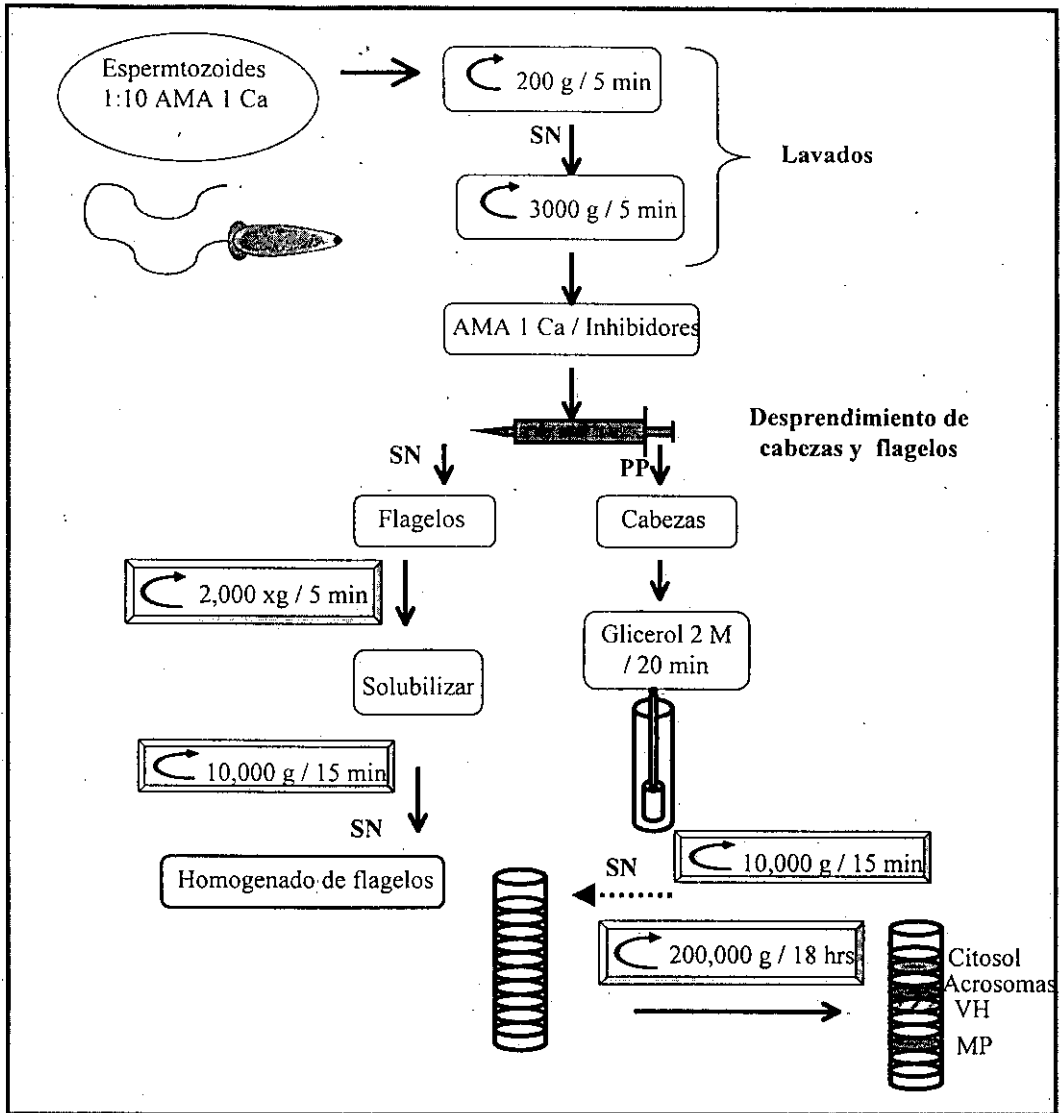 Espermtozoides
1:10 AMA 1 Ca
200 g / 5 min
SN
3000 g / 5 min
Lavados
AMA 1 Ca / Inhibidores
Desprendimiento de
cabezas y flagelos
SN
PP
Flagelos
Cabezas
2,000 xg / 5 min
Glicerol 2 M
/ 20 min
Solubilizar
10,000 g / 15 min
SN
Homogenado de flagelos
10,000 g / 15 min
SN
200,000 g / 18 hrs
Citosol
Acrosomas
VH
MP